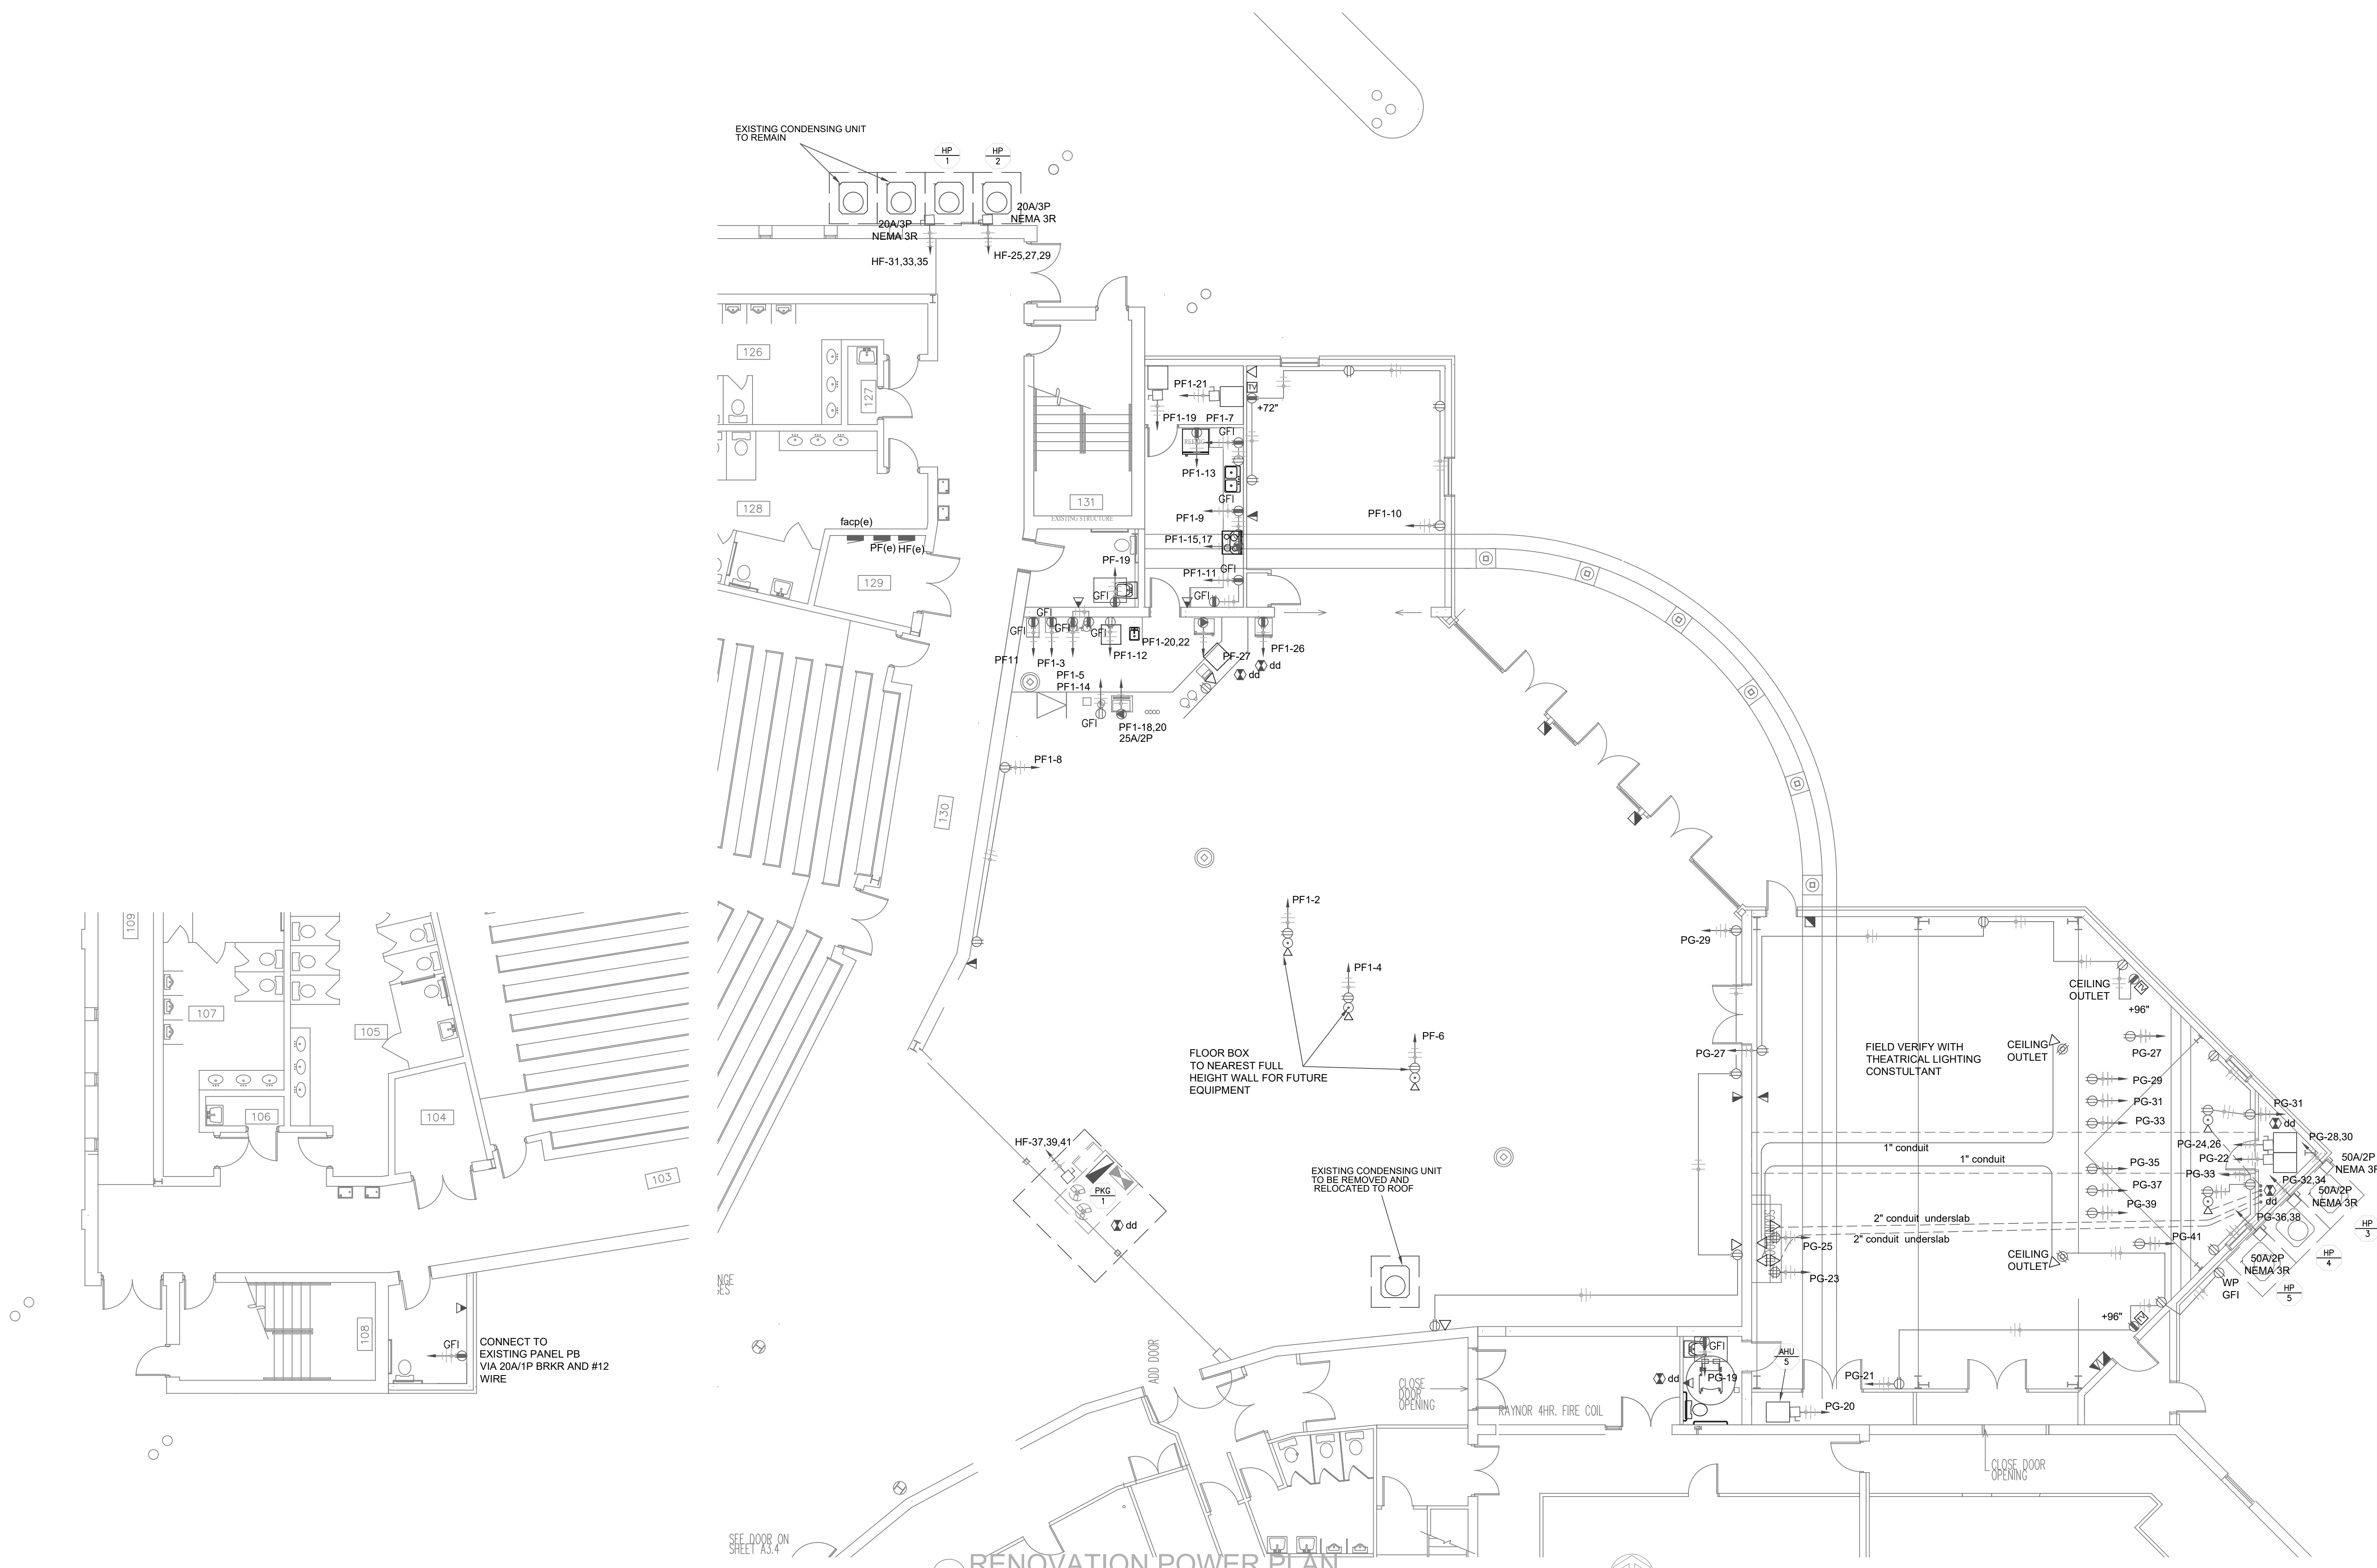 EXISTING CONDENSING UNIT
TO REMAIN
HP
1
HP
2
20A/3P
NEMA 3R
20A/3P
NEMA 3R
HF-31,33,35
HF-25,27,29
126
127
128
131
EXISTING STRUCTURE
facp(e)
PF(e) HF(e)
129
PF1-21
TV
+72"
PF1-19
PF1-7
GFI
PF1-13
GFI
PF1-9
PF1-10
PF1-15,17
PF1-11
GFI
PF-19
GFI
GFI
GFI
GFI
GFI
GFI
PF1-20,22
PF11
PF1-3
PF1-5
PF1-14
PF1-12
PF-27
PF1-26
dd
dd
GFI
PF1-18,20
25A/2P
PF1-8
130
PF1-2
PF1-4
PF-6
FLOOR BOX
TO NEAREST FULL
HEIGHT WALL FOR FUTURE
EQUIPMENT
109
107
105
106
104
103
108
GFI
CONNECT TO
EXISTING PANEL PB
VIA 20A/1P BRKR AND #12
WIRE
HF-37,39,41
PKG
1
dd
EXISTING CONDENSING UNIT
TO BE REMOVED AND
RELOCATED TO ROOF
PG-29
PG-27
CEILING
OUTLET
TV
+96"
FIELD VERIFY WITH
THEATRICAL LIGHTING
CONSTULTANT
CEILING
OUTLET
PG-27
PG-29
PG-31
PG-33
PG-31
dd
PG-28,30
PG-24,26
PG-22
PG-33
50A/2P
NEMA 3R
PG-35
PG-37
PG-39
PG-32,34
dd
50A/2P
NEMA 3R
PG-36,38
1" conduit
1" conduit
2" conduit underslab
2" conduit underslab
PG-41
HP
3
HP
4
HP
5
50A/2P
NEMA 3R
WP
GFI
CEILING
OUTLET
PG-25
PG-23
+96"
TV
GFI
AHU
5
dd
PG-19
PG-21
PG-20
ADD DOOR
CLOSE
DOOR
OPENING
RAYNOR 4HR. FIRE COIL
CLOSE DOOR
OPENING
SEE DOOR ON
SHEET A3.4
RENOVATION POWER PLAN